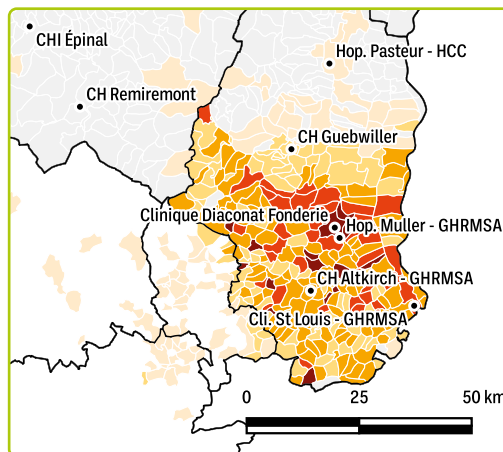 CHI Épinal
Hop. Pasteur - HCC
CH Remiremont
CH Guebwiller
Clinique Diaconat Fonderie
Hop. Muller - GHRMSA
CH Altkirch - GHRMSA
Cli. St Louis - GHRMSA
0 25 50 km